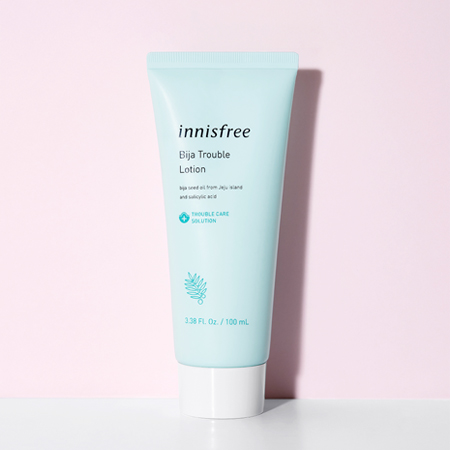 innisfree
Bija Trouble
Lotion
bija seed oil from Jeju island
and salicylic acid
TROUBLE CARE
SOLUTION
3.38 Fl. Oz. / 100 mL